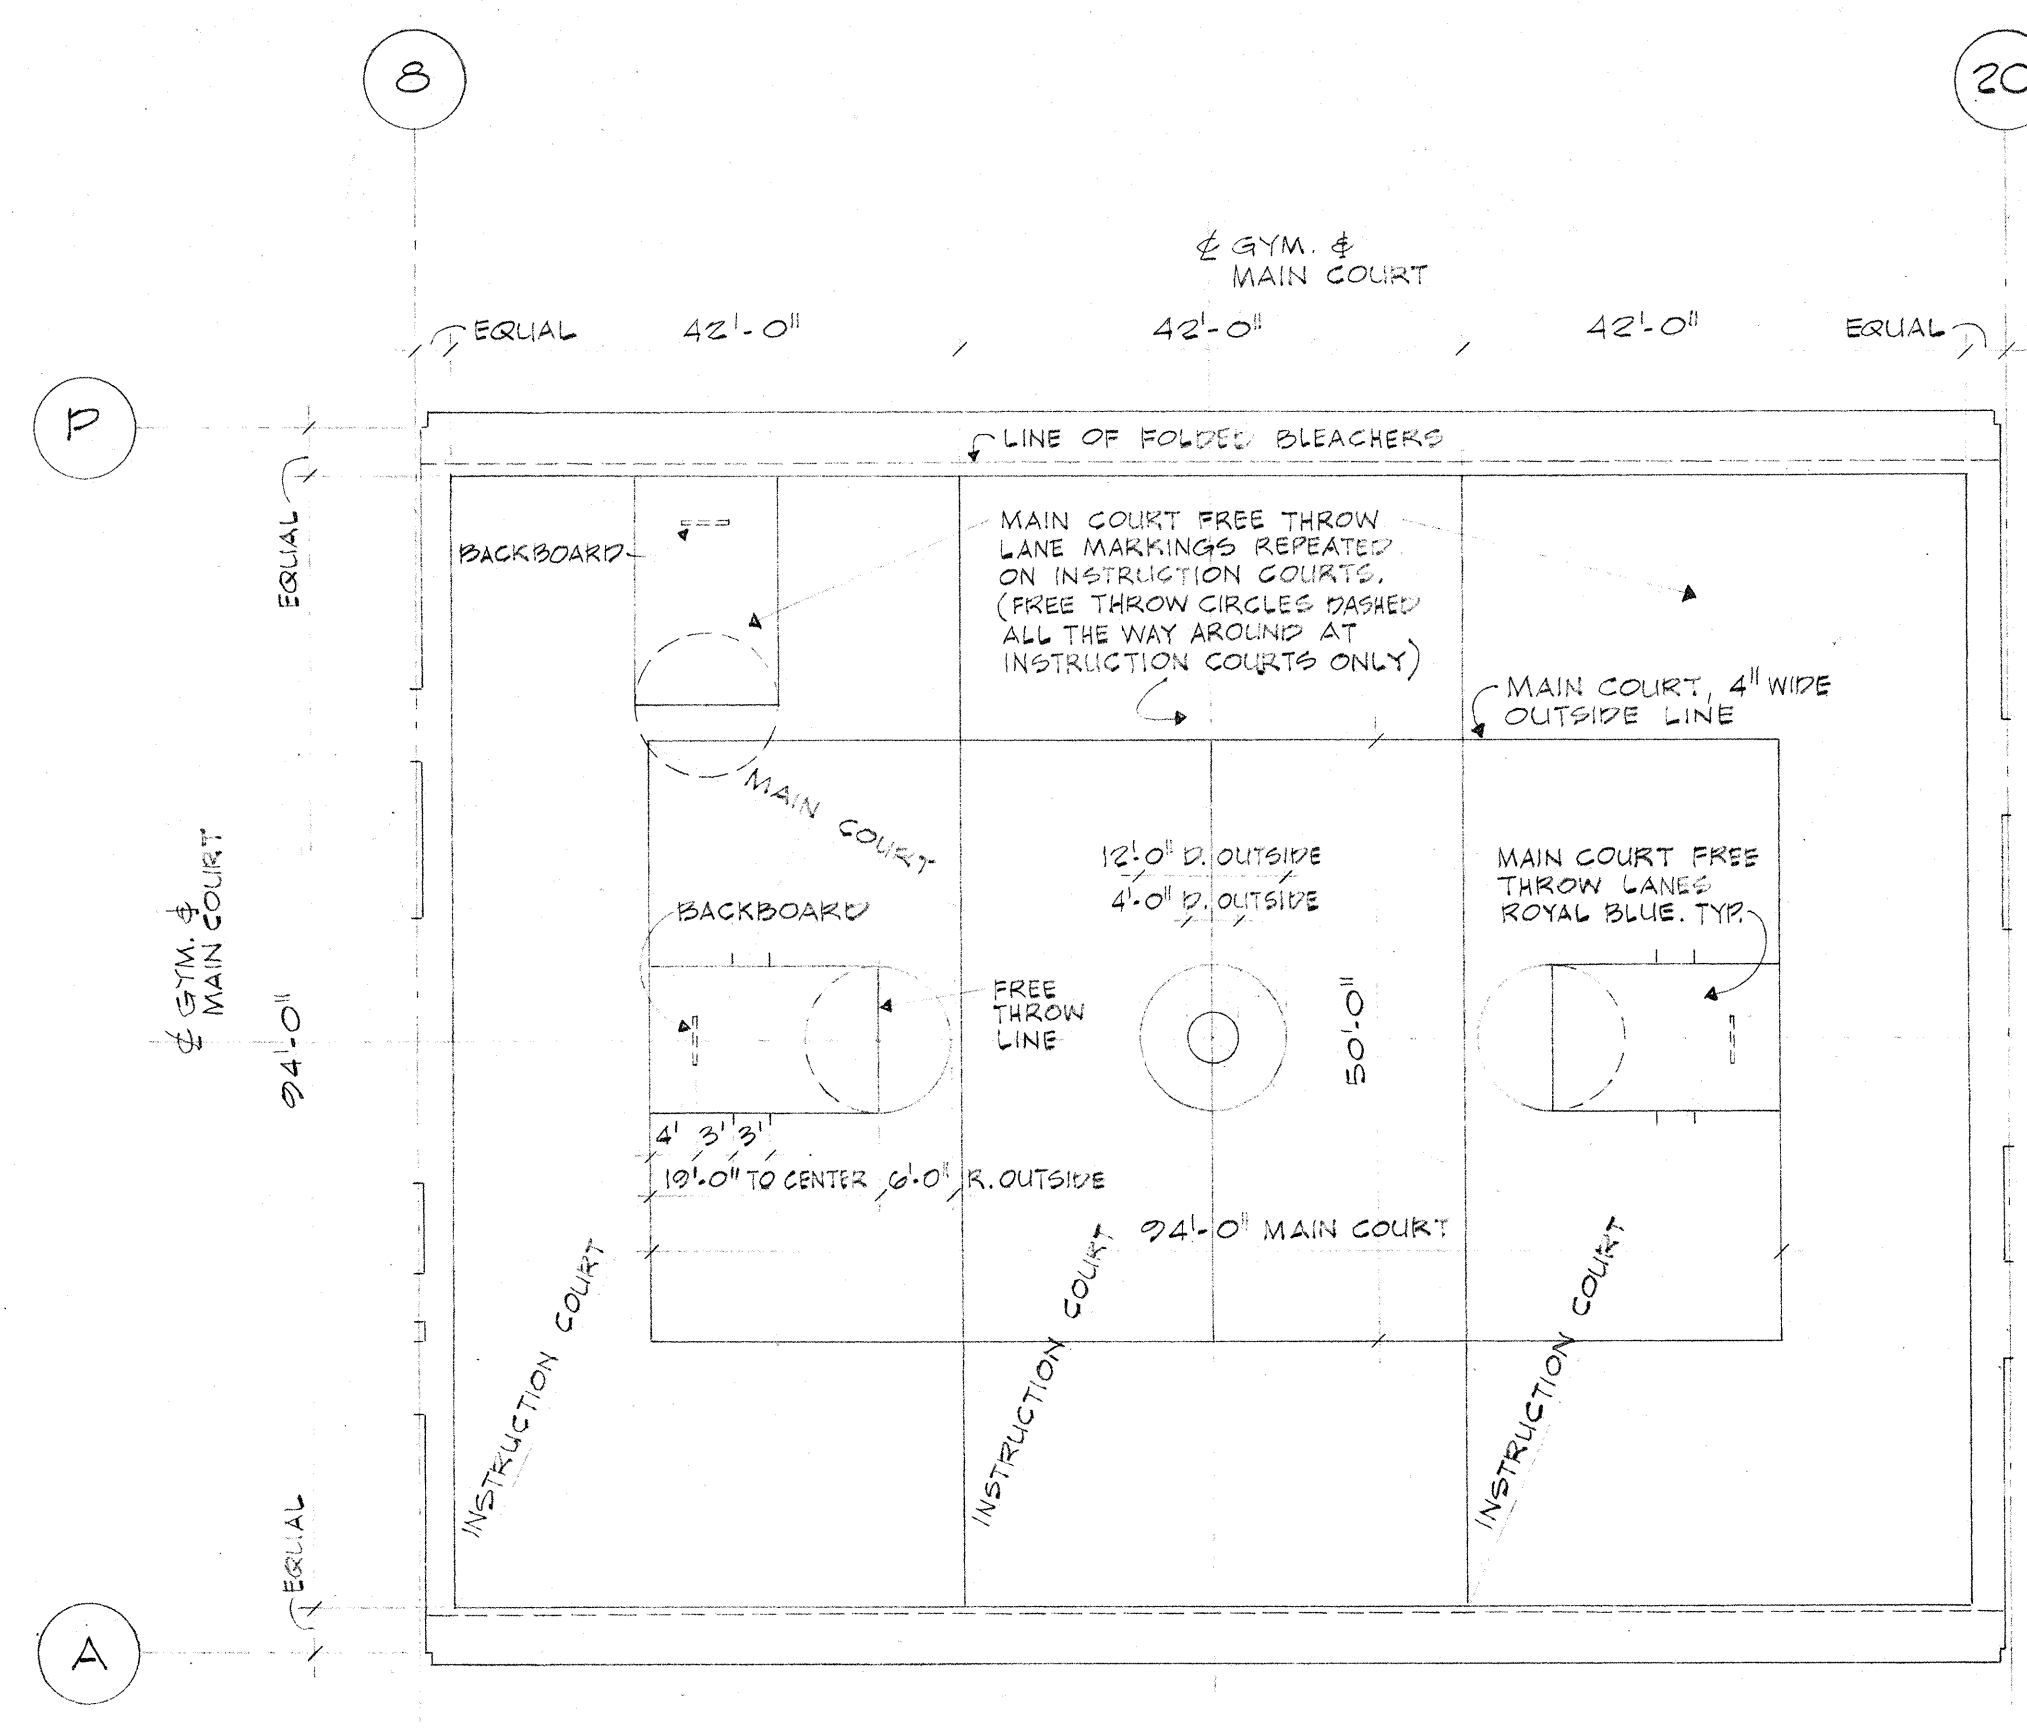 8
20
℄ GYM. &
MAIN COURT
EQUAL
42'-0"
42'-0"
42'-0"
EQUAL
P
LINE OF FOLDED BLEACHERS
EQUAL
BACKBOARD
MAIN COURT FREE THROW
LANE MARKINGS REPEATED
ON INSTRUCTION COURTS.
(FREE THROW CIRCLES DASHED
ALL THE WAY AROUND AT
INSTRUCTION COURTS ONLY)
MAIN COURT, 4" WIDE
OUTSIDE LINE
MAIN COURT
12'-0" D. OUTSIDE
4'-0" D. OUTSIDE
MAIN COURT FREE
THROW LANES
ROYAL BLUE. TYP.
BACKBOARD
℄ GYM. &
MAIN COURT
94'-0"
FREE
THROW
LINE
50'-0"
4' 3' 3'
19'-0" TO CENTER 6'-0" R. OUTSIDE
94'-0" MAIN COURT
INSTRUCTION COURT
INSTRUCTION COURT
INSTRUCTION COURT
EQUAL
A